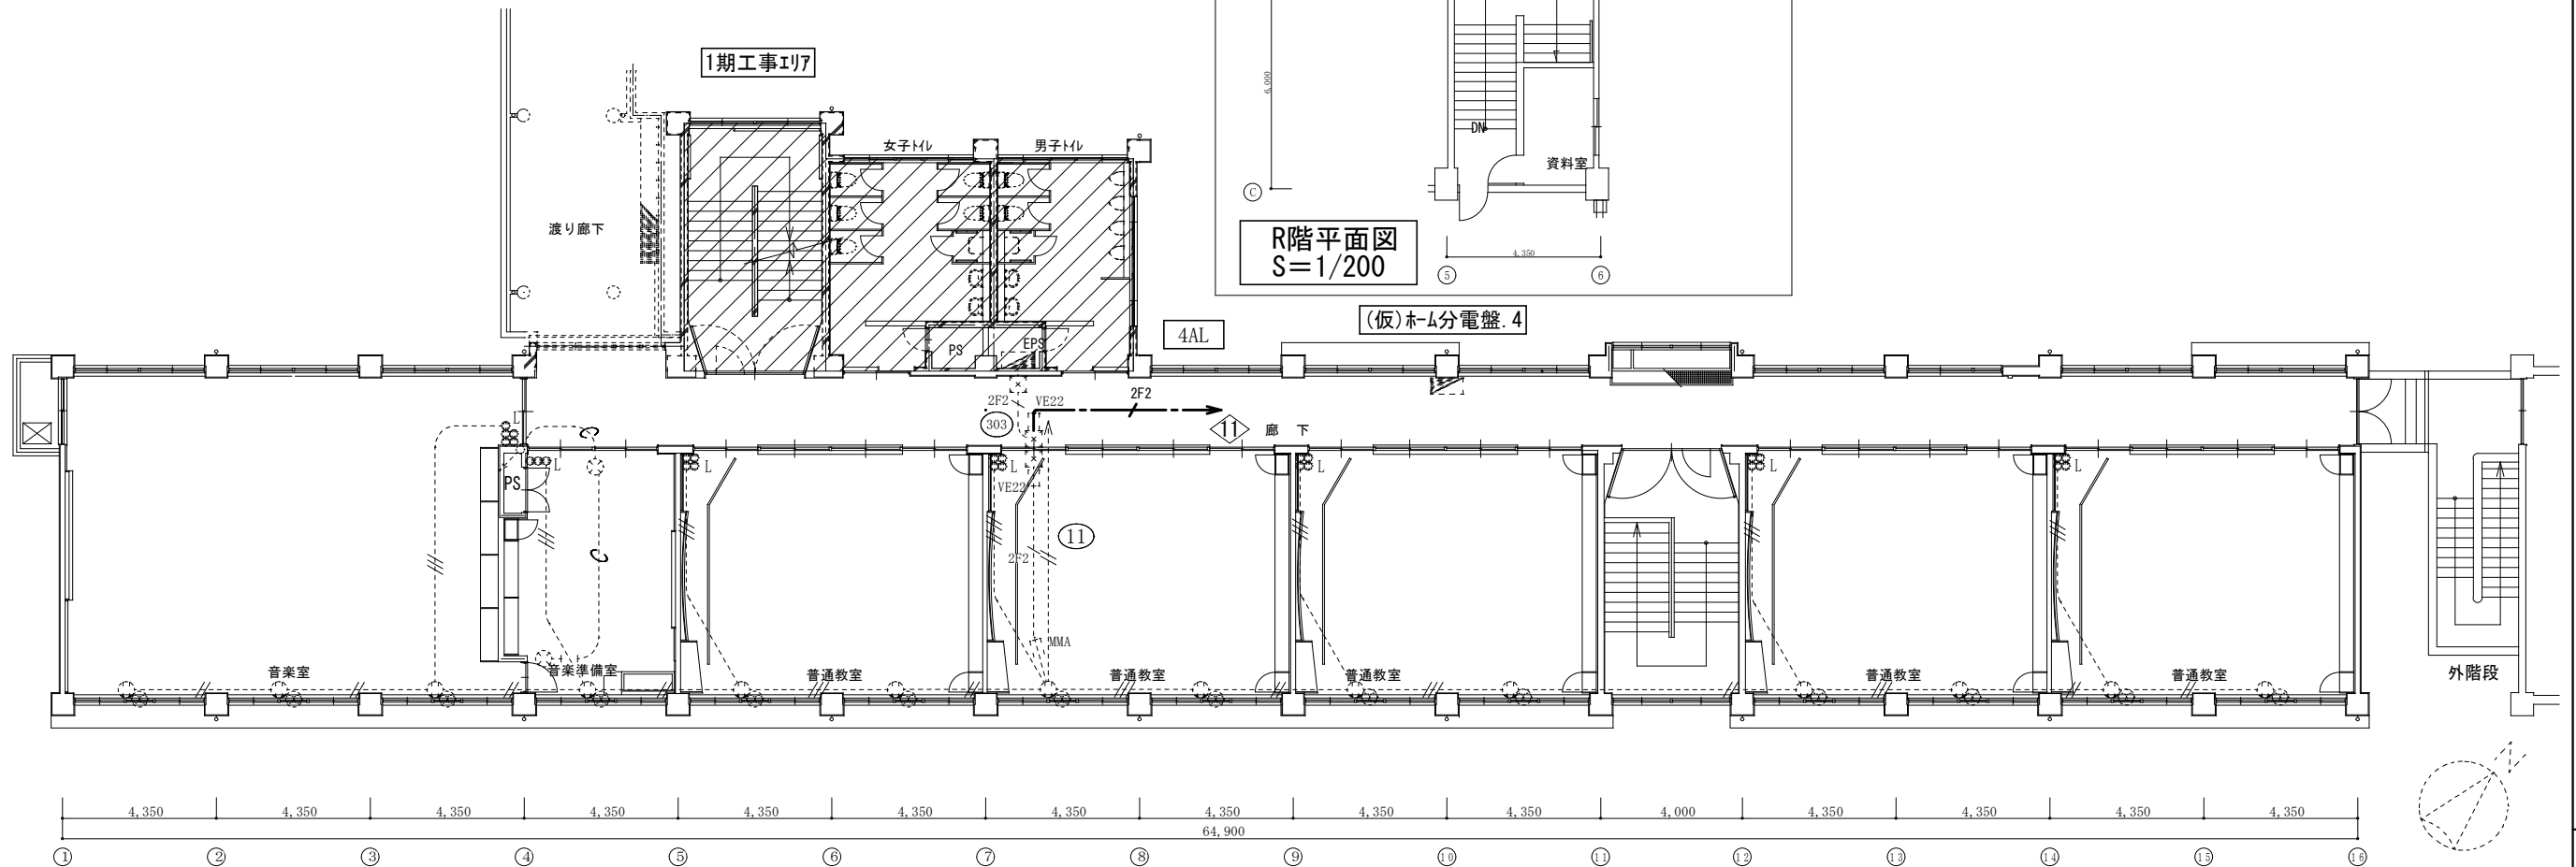 1期工事ｴﾘｱ
6,000
DN
資料室
女子ﾄｲﾚ
男子ﾄｲﾚ
渡り廊下
C
R階平面図
S＝1/200
4,350
5
6
(仮)ﾎｰﾑ分電盤.4
4AL
PS
EPS
2F2
VE22
2F2
303
11
廊 下
L
L
L
L
L
L
L
C
PS
VE22
11
C
2F2
MMA
音楽室
音楽準備室
普通教室
普通教室
普通教室
普通教室
普通教室
外階段
4,350
4,350
4,350
4,350
4,350
4,350
4,350
4,350
4,350
4,350
4,000
4,350
4,350
4,350
4,350
64,900
1
2
3
4
5
6
7
8
9
10
11
12
13
14
15
16